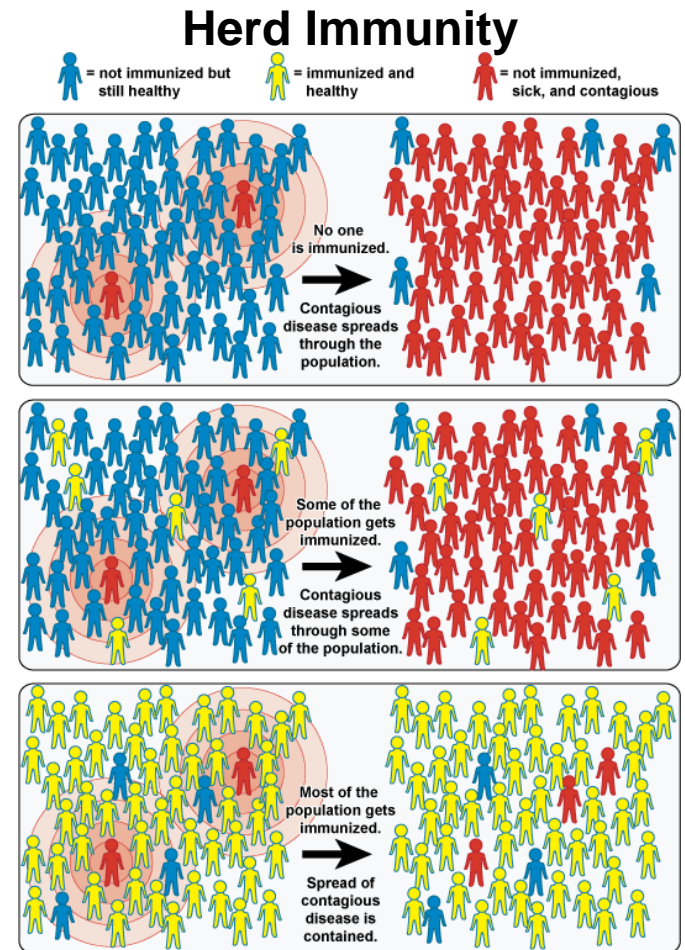 Herd Immunity
= not immunized but
still healthy
= immunized and
healthy
= not immunized,
sick, and contagious
No one
is immunized.
Contagious
disease spreads
through the
population.
Some of the
population gets
immunized.
Contagious
disease spreads
through some
of the population.
Most of the
population gets
immunized.
Spread of
contagious
disease is
contained.